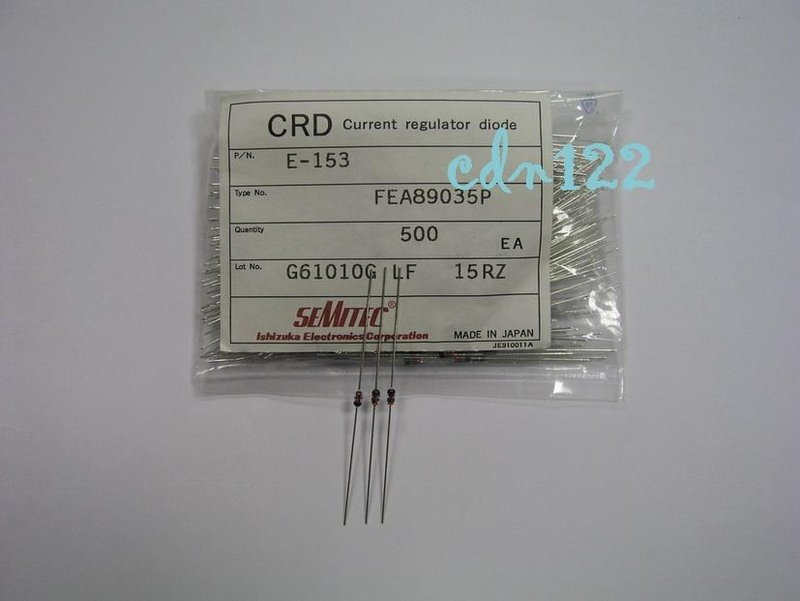 CRD Current regulator diode
P/N. E-153
cdn122
Type No. FEA89035P
Quantity 500 EA
Lot No. G61010G LF 15RZ
SEMITEC®
Ishizuka Electronics Corporation
MADE IN JAPAN
JE910011A